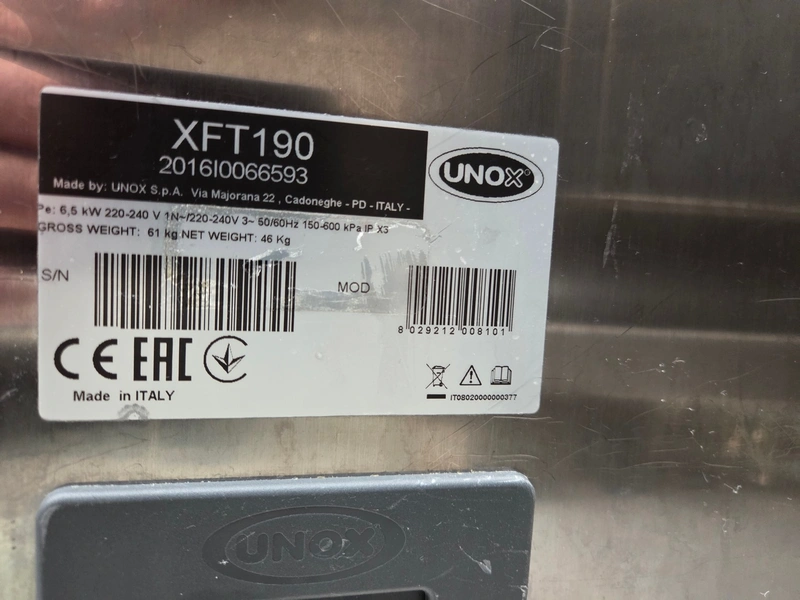 XFT190
2016I0066593
Made by: UNOX S.p.A. Via Majorana 22 , Cadoneghe - PD - ITALY -
UNOX®
Pe: 6,5 kW 220-240 V 1N~/220-240V 3~ 50/60Hz 150-600 kPa IP X3
GROSS WEIGHT: 61 kg NET WEIGHT: 46 Kg
S/N
MOD
8 029212 008101
CE EAC
Made in ITALY
IT08020000000377
UNOX